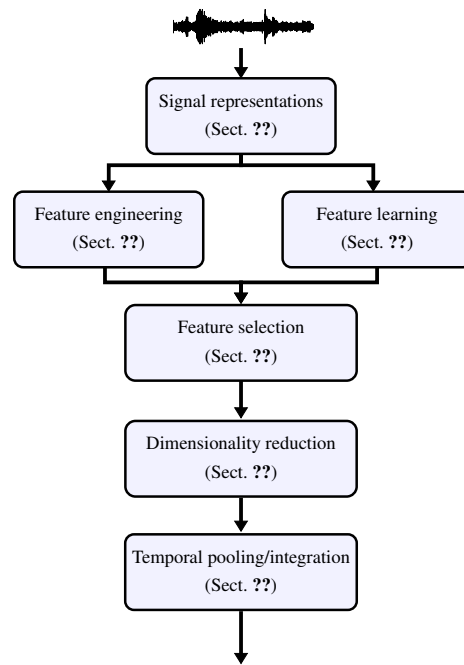 Signal representations
(Sect. ??)
Feature engineering
(Sect. ??)
Feature learning
(Sect. ??)
Feature selection
(Sect. ??)
Dimensionality reduction
(Sect. ??)
Temporal pooling/integration
(Sect. ??)